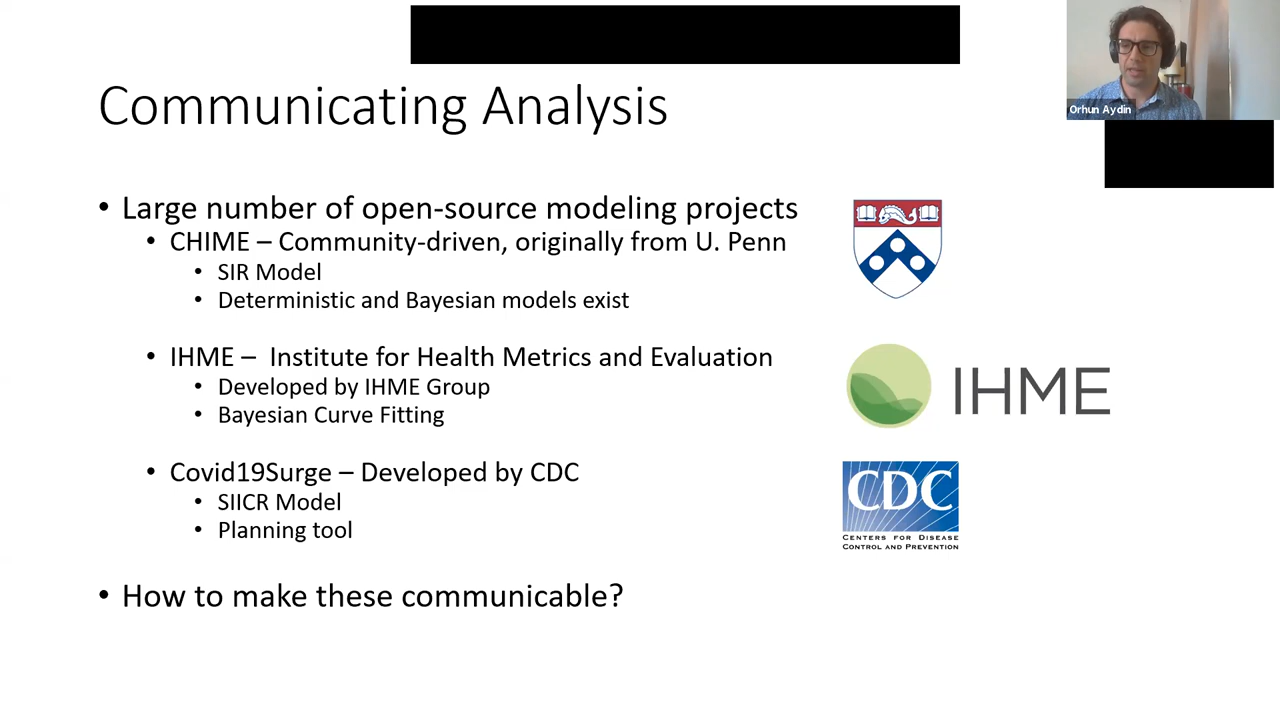 Orhun Aydin
Communicating Analysis
• Large number of open-source modeling projects
• CHIME – Community-driven, originally from U. Penn
• SIR Model
• Deterministic and Bayesian models exist
• IHME – Institute for Health Metrics and Evaluation
• Developed by IHME Group
• Bayesian Curve Fitting
IHME
• Covid19Surge – Developed by CDC
• SIICR Model
• Planning tool
CDC
CENTERS FOR DISEASE
CONTROL AND PREVENTION
• How to make these communicable?